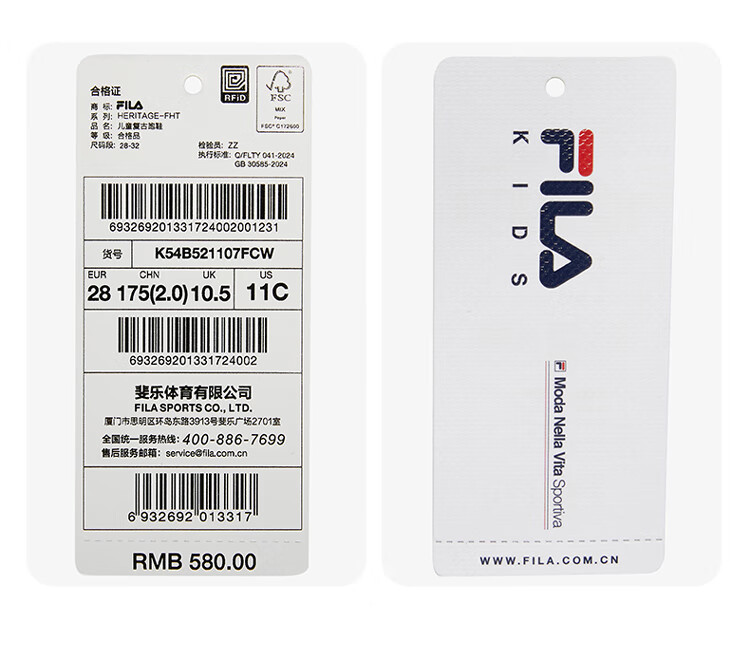 合格证
商 标: FILA
系 列: HERITAGE-FHT
品 名: 儿童复古跑鞋
等 级: 合格品
尺码段: 28-32
RFiD
FSC
MIX
Paper
FSC® C172600
检验员: ZZ
执行标准: Q/FLTY 041-2024
GB 30585-2024
693269201331724002001231
货号 K54B521107FCW
EUR CHN UK US
28 175(2.0) 10.5 11C
693269201331724002
斐乐体育有限公司
FILA SPORTS CO., LTD.
厦门市思明区环岛东路3913号斐乐广场2701室
全国统一服务热线: 400-886-7699
售后服务邮箱: service@fila.com.cn
6 932692 013317
RMB 580.00
FILA
KIDS
Moda Nella Vita Sportiva
WWW.FILA.COM.CN